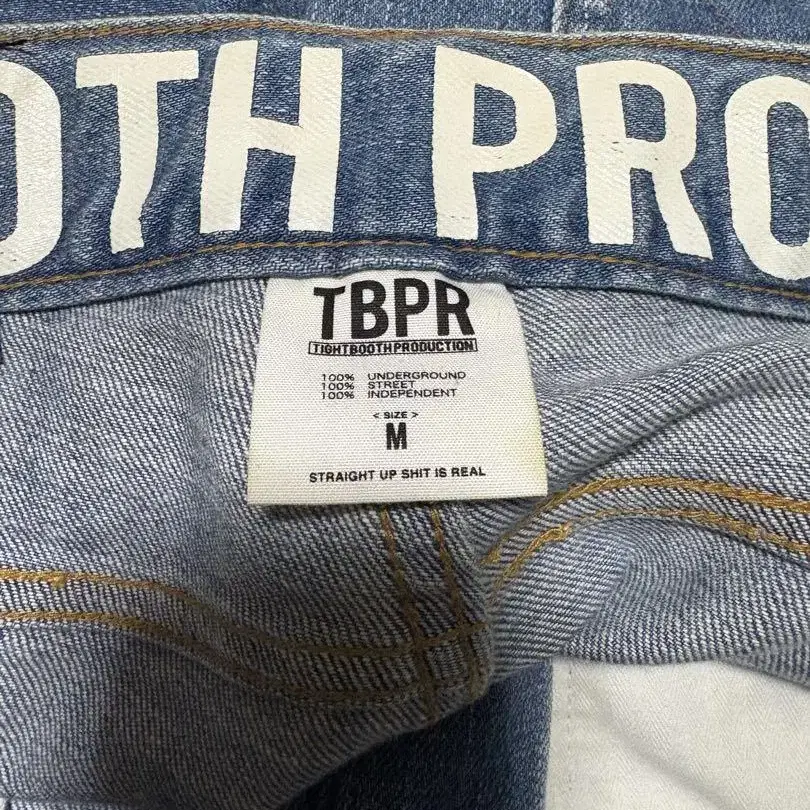 OTH PRO
TBPR
TIGHTBOOTHPRODUCTION
100% UNDERGROUND
100% STREET
100% INDEPENDENT
< SIZE >
M
STRAIGHT UP SHIT IS REAL